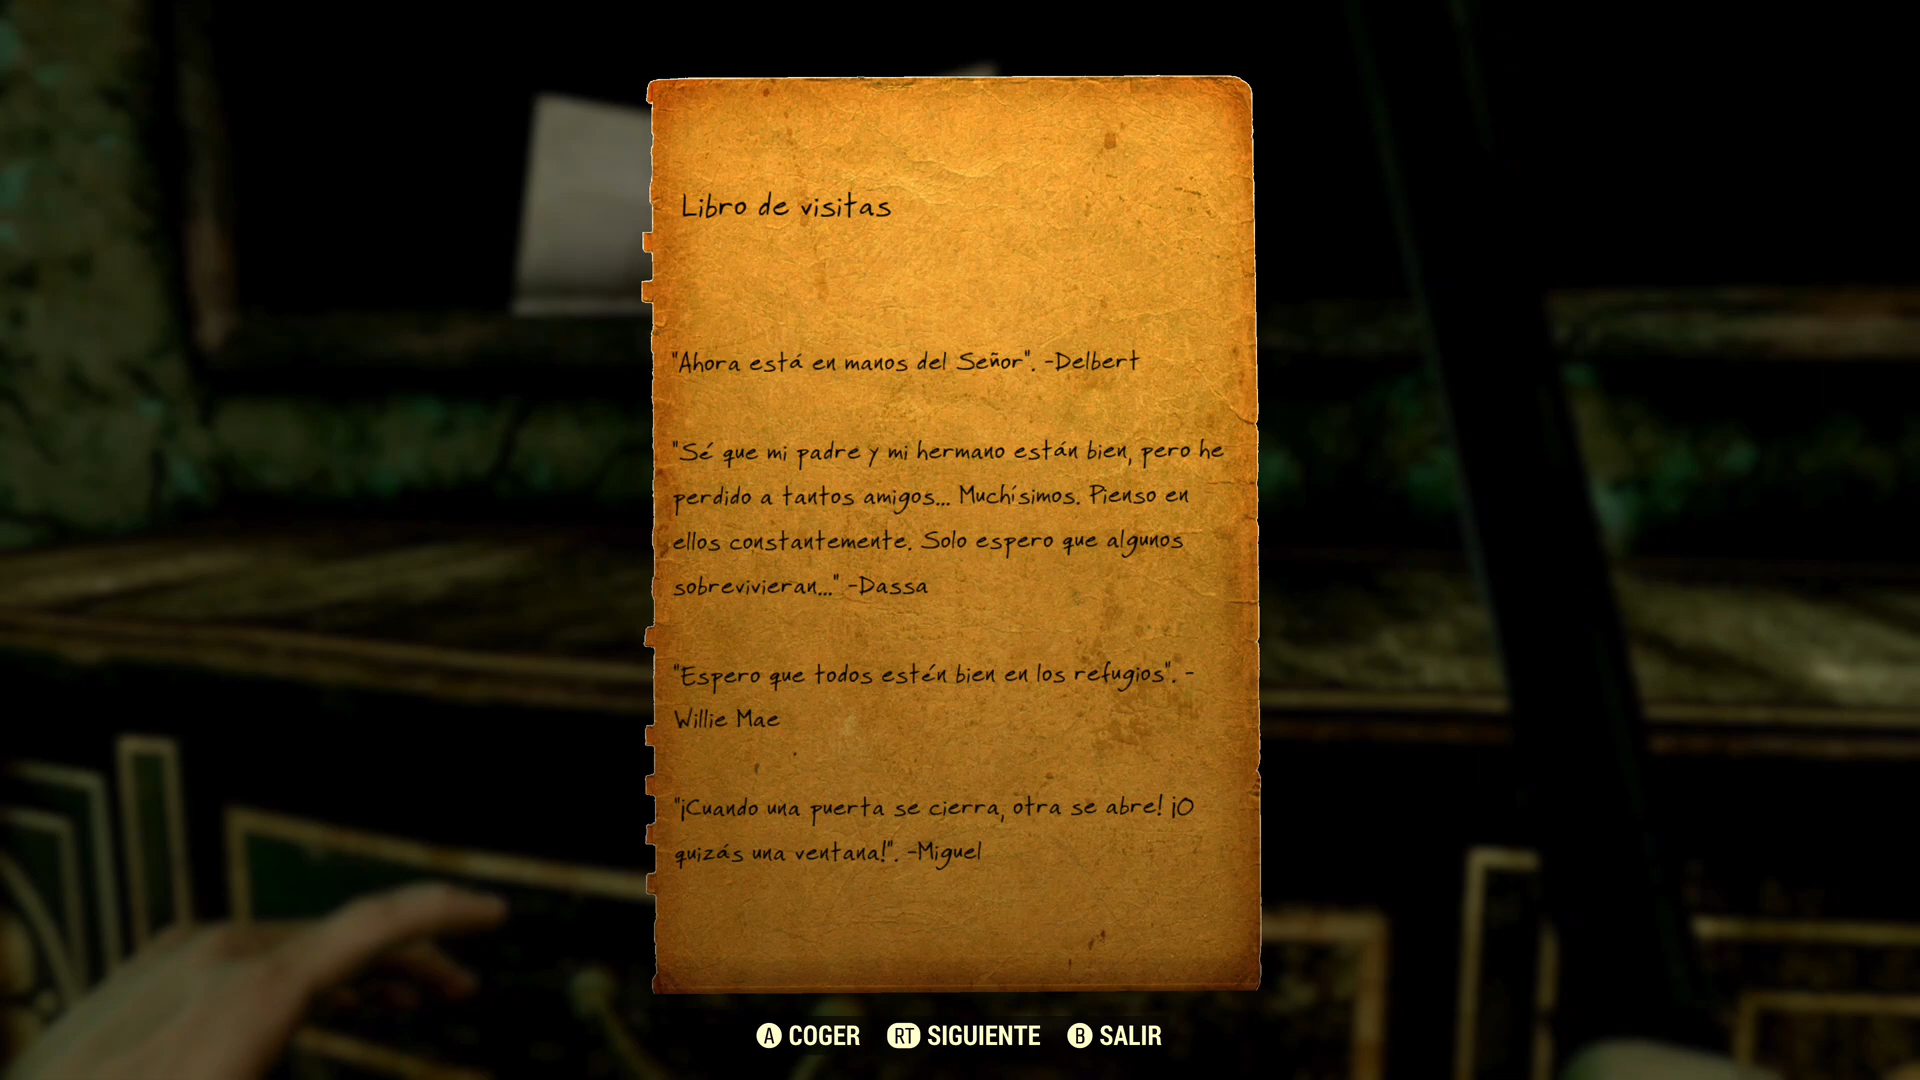 Libro de visitas
"Ahora está en manos del Señor". -Delbert
"Sé que mi padre y mi hermano están bien, pero he
perdido a tantos amigos... Muchísimos. Pienso en
ellos constantemente. Solo espero que algunos
sobrevivieran..." -Dassa
"Espero que todos estén bien en los refugios". -
Willie Mae
"¡Cuando una puerta se cierra, otra se abre! ¡O
quizás una ventana!". -Miguel
A COGER RT SIGUIENTE B SALIR